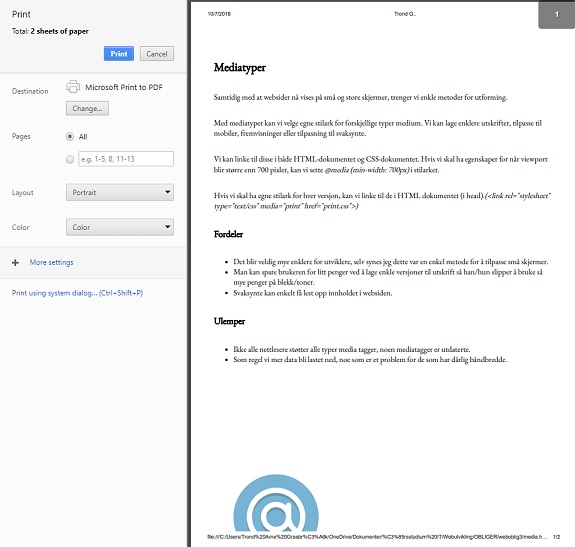 Print
Total: 2 sheets of paper
Print Cancel
Destination Microsoft Print to PDF
Change...
Pages All
e.g. 1-5, 8, 11-13
Layout Portrait
Color Color
+ More settings
Print using system dialog... (Ctrl+Shift+P)
10/7/2018 Trond G.. 1
Mediatyper
Samtidig med at websider nå vises på små og store skjermer, trenger vi enkle metoder for utforming.
Med mediatyper kan vi velge egne stilark for forskjellige typer medium. Vi kan lage enklere utskrifter, tilpasse til
mobiler, fremvisninger eller tilpasning til svaksynte.
Vi kan linke til disse i både HTML-dokumentet og CSS-dokumentet. Hvis vi skal ha egenskaper for når viewport
blir større enn 700 pixler, kan vi sette @media (min-width: 700px) i stilarket.
Hvis vi skal ha egne stilark for hver versjon, kan vi linke til de i HTML dokumentet (i head).(<link rel="stylesheet"
type="text/css" media="print" href="print.css">)
Fordeler
• Det blir veldig mye enklere for utviklere, selv synes jeg dette var en enkel metode for å tilpasse små skjermer.
• Man kan spare brukeren for litt penger ved å lage enkle versjoner til utskrift så han/hun slipper å bruke så
mye penger på blekk/toner.
• Svaksynte kan enkelt få lest opp innholdet i websiden.
Ulemper
• Ikke alle nettlesere støtter alle typer media tagger, noen mediatagger er utdaterte.
• Som regel vi mer data bli lastet ned, noe som er et problem for de som har dårlig båndbredde.
@
file:///C:/Users/Trond%20Arne%20Graabr%C3%A6k/OneDrive/Dokumenter/%C3%85rsstudium%20IT/Webutvikling/OBLIGER/weboblig3/media.h... 1/2